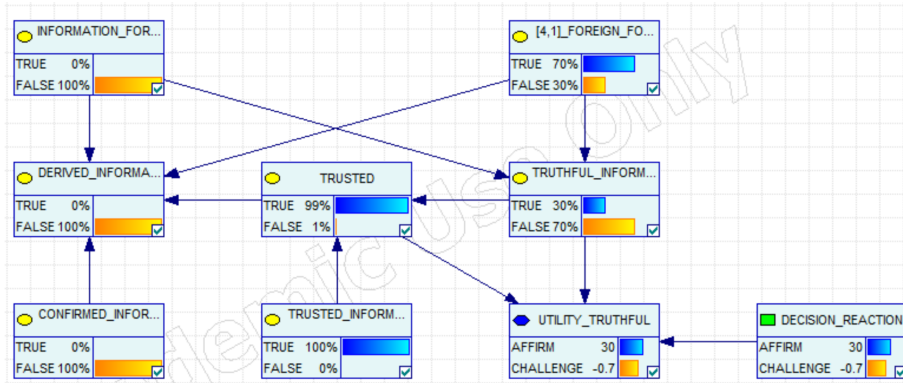 INFORMATION_FOR...
TRUE 0%
FALSE 100%
[4,1]_FOREIGN_FO...
TRUE 70%
FALSE 30%
DERIVED_INFORMA...
TRUE 0%
FALSE 100%
TRUSTED
TRUE 99%
FALSE 1%
TRUTHFUL_INFORM...
TRUE 30%
FALSE 70%
CONFIRMED_INFOR...
TRUE 0%
FALSE 100%
TRUSTED_INFORM...
TRUE 100%
FALSE 0%
UTILITY_TRUTHFUL
AFFIRM 30
CHALLENGE -0.7
DECISION_REACTION
AFFIRM 30
CHALLENGE -0.7
ademic Use Only